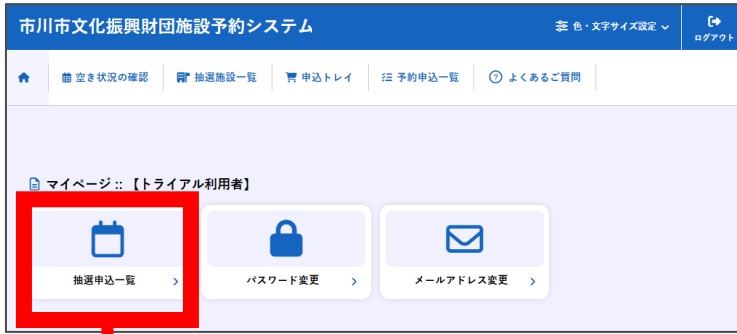 市川市文化振興財団施設予約システム
色・文字サイズ設定
ログアウト
空き状況の確認 抽選施設一覧 申込トレイ 予約申込一覧 よくあるご質問
マイページ :: 【トライアル利用者】
抽選申込一覧 パスワード変更 メールアドレス変更